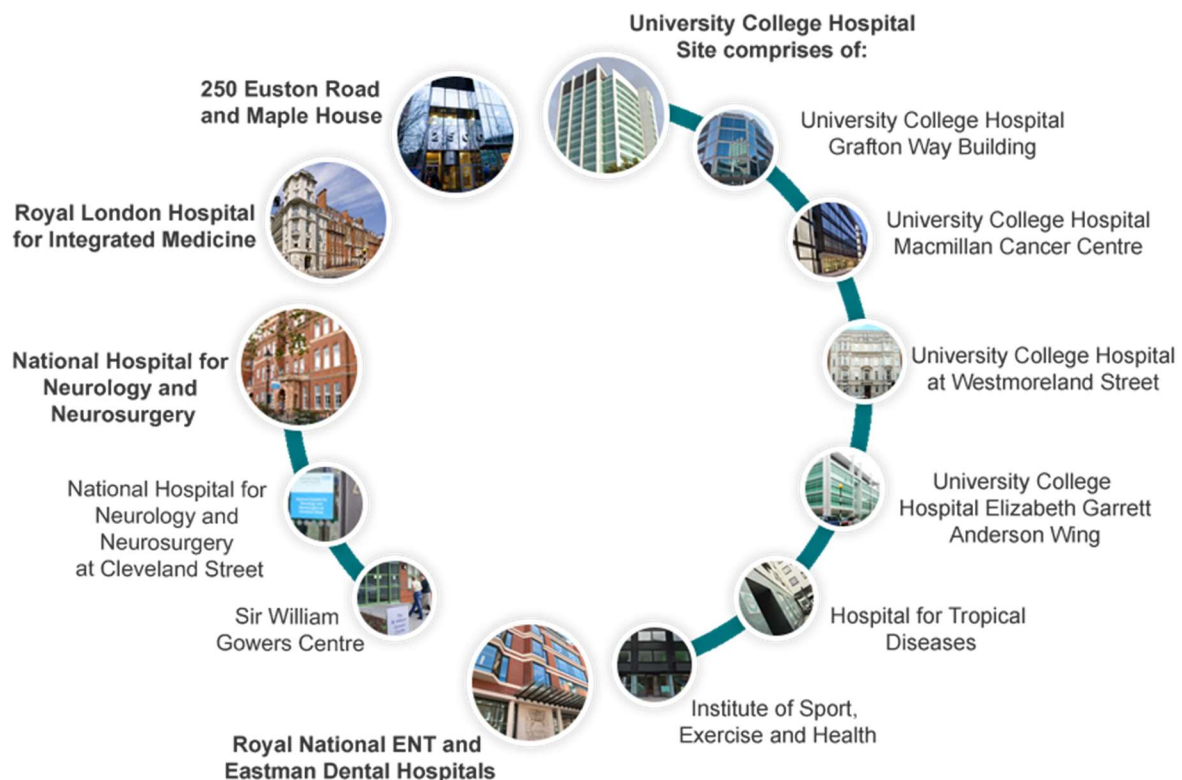 University College Hospital
Site comprises of:
University College Hospital
Grafton Way Building
University College Hospital
Macmillan Cancer Centre
University College Hospital
at Westmoreland Street
University College
Hospital Elizabeth Garrett
Anderson Wing
Hospital for Tropical
Diseases
Institute of Sport,
Exercise and Health
Royal National ENT and
Eastman Dental Hospitals
Sir William
Gowers Centre
National Hospital for
Neurology and
Neurosurgery
at Cleveland Street
National Hospital for
Neurology and
Neurosurgery
Royal London Hospital
for Integrated Medicine
250 Euston Road
and Maple House